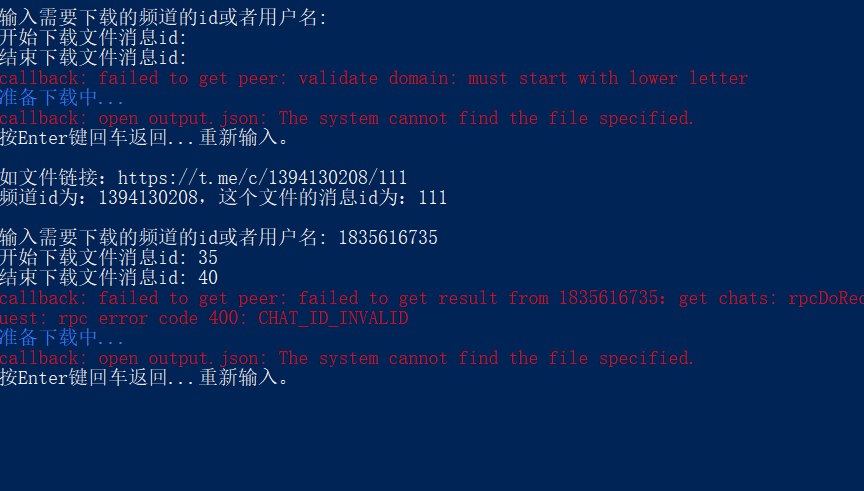 输入需要下载的频道的id或者用户名:
开始下载文件消息id:
结束下载文件消息id:
callback: failed to get peer: validate domain: must start with lower letter
准备下载中...
callback: open output.json: The system cannot find the file specified.
按Enter键回车返回...重新输入。
如文件链接：https://t.me/c/1394130208/111
频道id为：1394130208，这个文件的消息id为：111
输入需要下载的频道的id或者用户名: 1835616735
开始下载文件消息id: 35
结束下载文件消息id: 40
callback: failed to get peer: failed to get result from 1835616735：get chats: rpcDoReq
uest: rpc error code 400: CHAT_ID_INVALID
准备下载中...
callback: open output.json: The system cannot find the file specified.
按Enter键回车返回...重新输入。